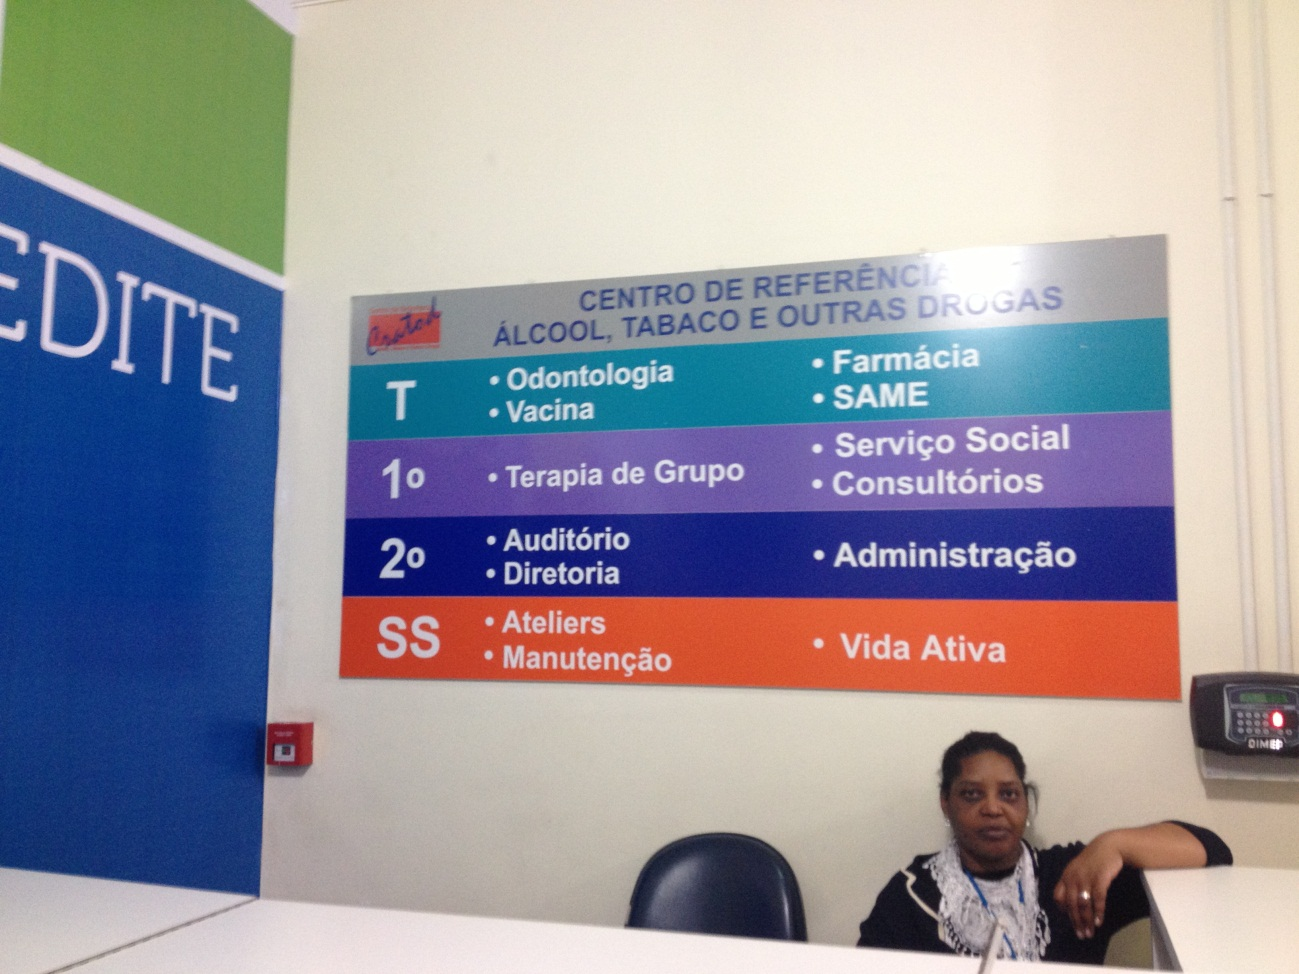 EDITE
Cratod
CENTRO DE REFERÊNCIA
ÁLCOOL, TABACO E OUTRAS DROGAS
T
• Odontologia
• Vacina
• Farmácia
• SAME
1º
• Terapia de Grupo
• Serviço Social
• Consultórios
2º
• Auditório
• Diretoria
• Administração
SS
• Ateliers
• Manutenção
• Vida Ativa
DIMEP